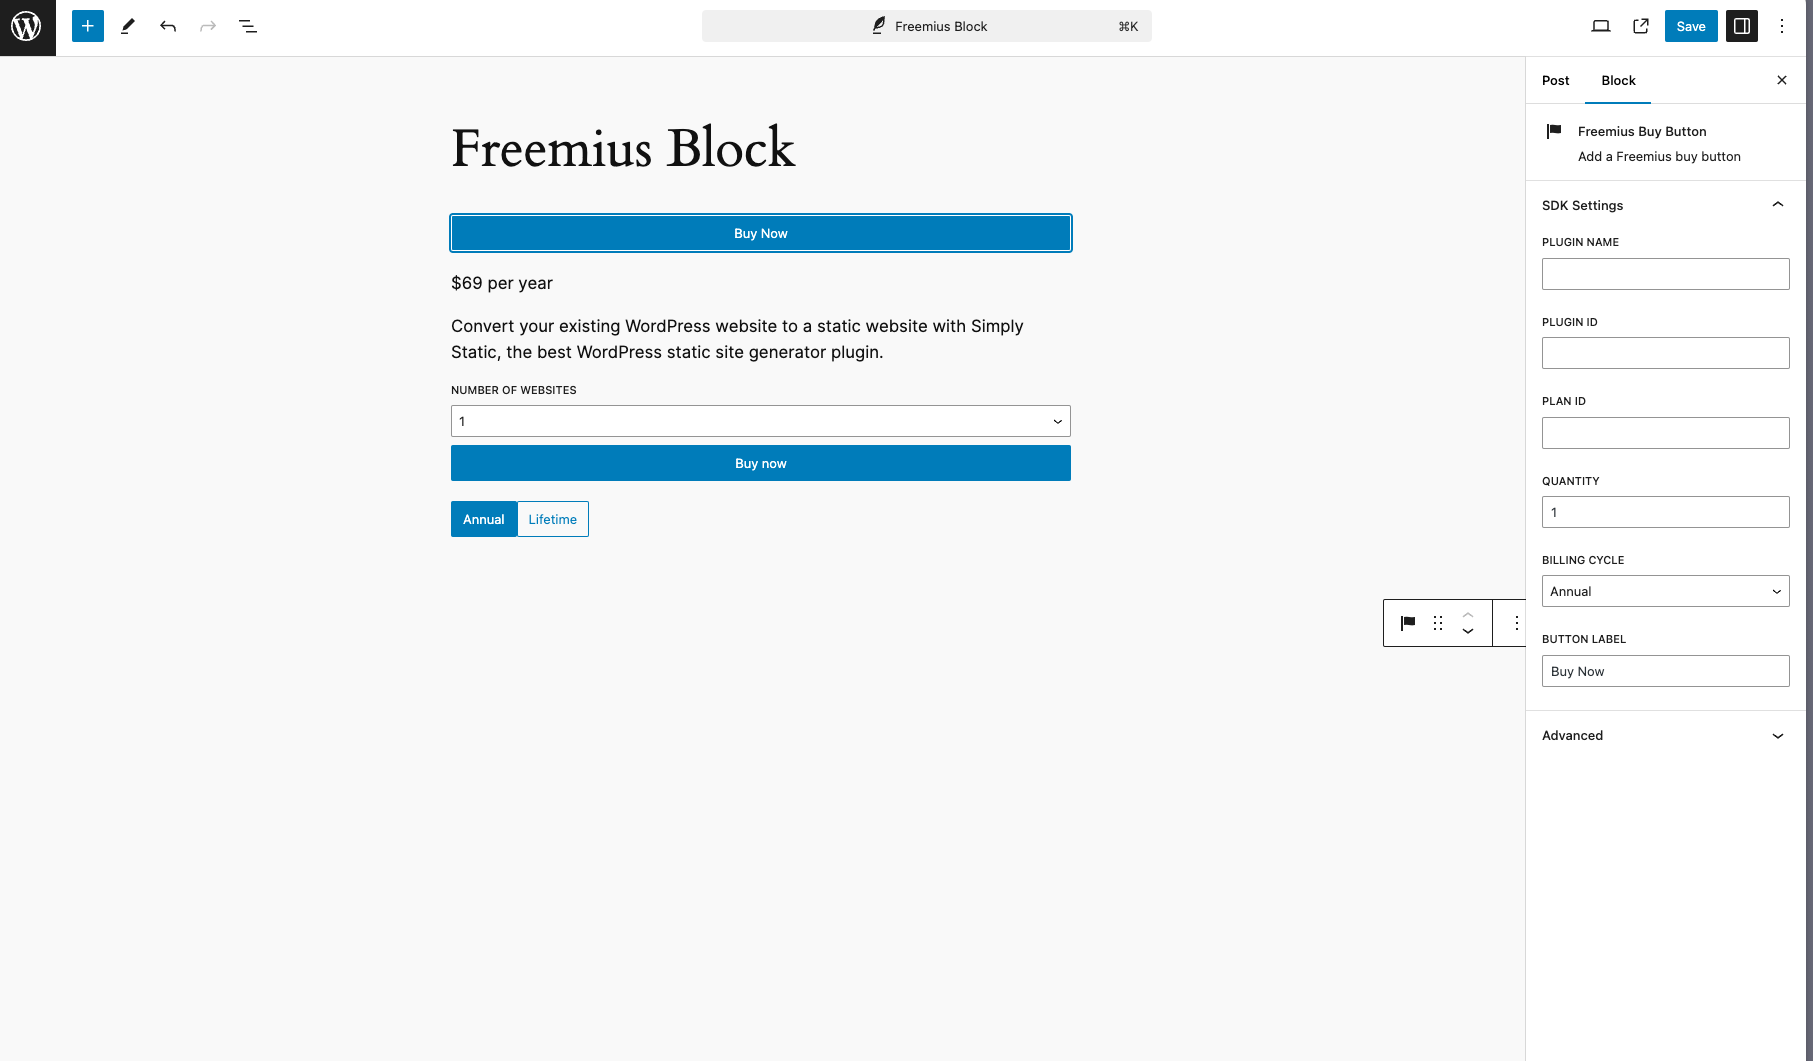 Freemius Block
⌘K
Save
Freemius Block
Buy Now
$69 per year
Convert your existing WordPress website to a static website with Simply
Static, the best WordPress static site generator plugin.
NUMBER OF WEBSITES
1
Buy now
Annual
Lifetime
Post
Block
Freemius Buy Button
Add a Freemius buy button
SDK Settings
PLUGIN NAME
PLUGIN ID
PLAN ID
QUANTITY
1
BILLING CYCLE
Annual
BUTTON LABEL
Buy Now
Advanced